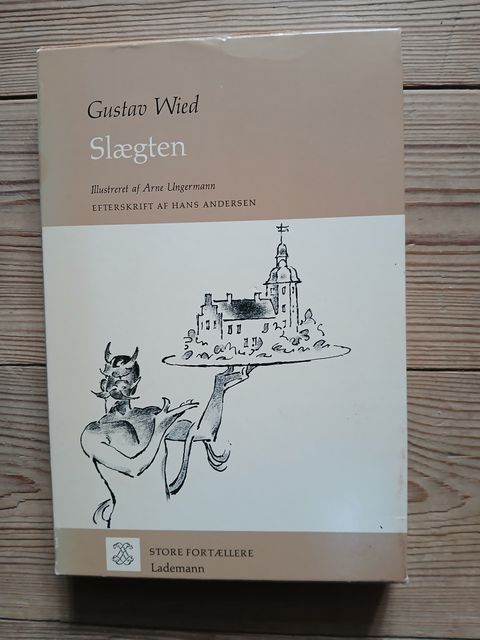 Gustav Wied
Slægten
Illustreret af Arne Ungermann
EFTERSKRIFT AF HANS ANDERSEN
STORE FORTÆLLERE
Lademann